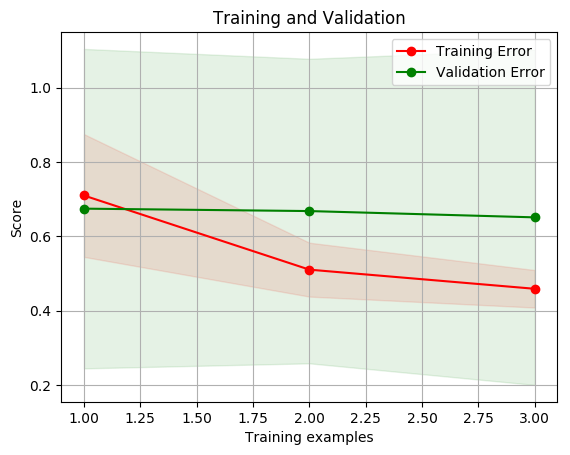 Training and Validation
Training Error
Validation Error
Score
1.0
0.8
0.6
0.4
0.2
1.00 1.25 1.50 1.75 2.00 2.25 2.50 2.75 3.00
Training examples